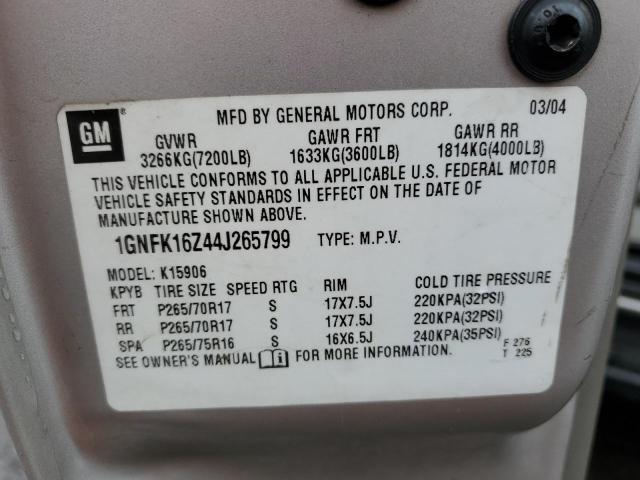 10.9
GM®
MFD BY GENERAL MOTORS CORP. 03/04
GVWR GAWR FRT GAWR RR
3266KG(7200LB) 1633KG(3600LB) 1814KG(4000LB)
THIS VEHICLE CONFORMS TO ALL APPLICABLE U.S. FEDERAL MOTOR
VEHICLE SAFETY STANDARDS IN EFFECT ON THE DATE OF
MANUFACTURE SHOWN ABOVE.
1GNFK16Z44J265799 TYPE: M.P.V.
MODEL: K15906
KPYB TIRE SIZE SPEED RTG RIM COLD TIRE PRESSURE
FRT P265/70R17 S 17X7.5J 220KPA(32PSI)
RR P265/70R17 S 17X7.5J 220KPA(32PSI)
SPA P265/75R16 S 16X6.5J 240KPA(35PSI)
SEE OWNER'S MANUAL FOR MORE INFORMATION.
F 276
T 225